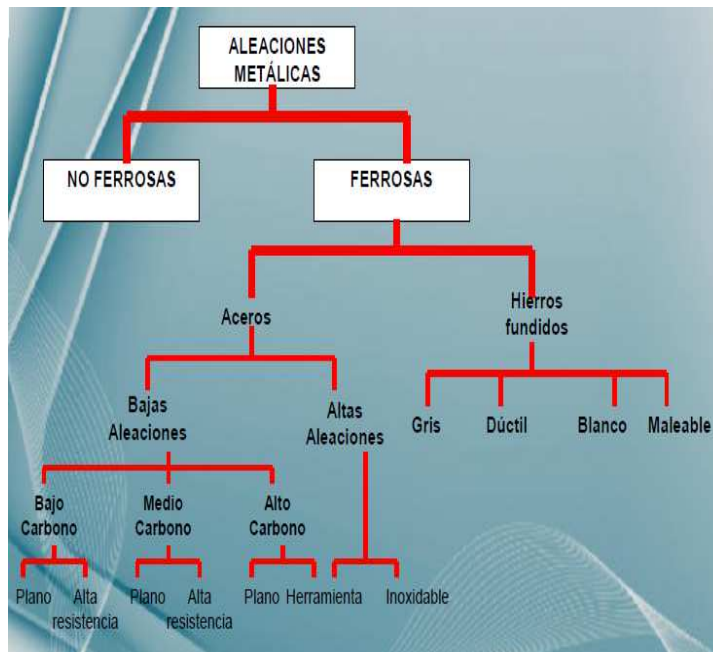 ALEACIONES
METÁLICAS
NO FERROSAS
FERROSAS
Aceros
Hierros
fundidos
Bajas
Aleaciones
Altas
Aleaciones
Gris
Dúctil
Blanco
Maleable
Bajo
Carbono
Medio
Carbono
Alto
Carbono
Plano
Alta
resistencia
Plano
Alta
resistencia
Plano
Herramienta
Inoxidable